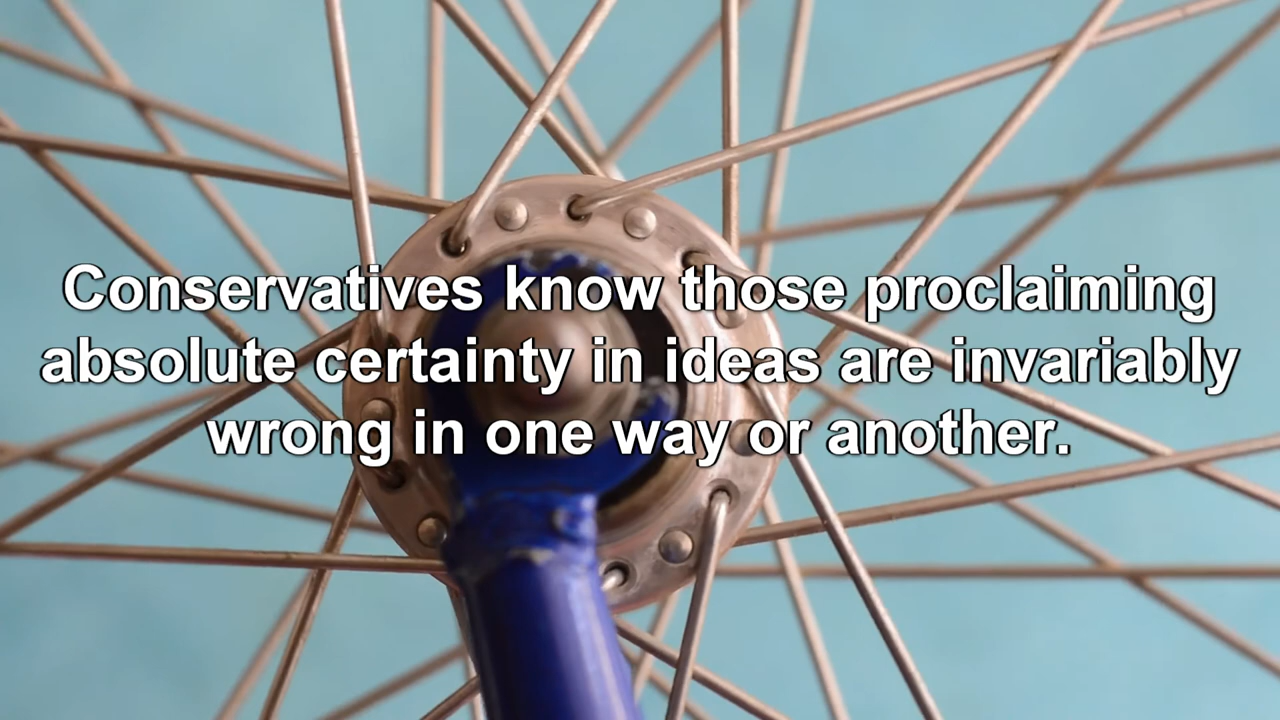 Conservatives know those proclaiming
absolute certainty in ideas are invariably
wrong in one way or another.